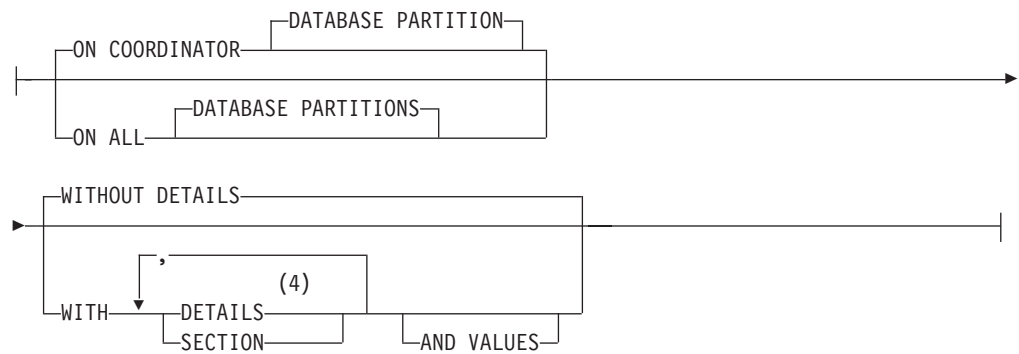 DATABASE PARTITION
ON COORDINATOR
DATABASE PARTITIONS
ON ALL
WITHOUT DETAILS
,
(4)
WITH DETAILS
SECTION AND VALUES